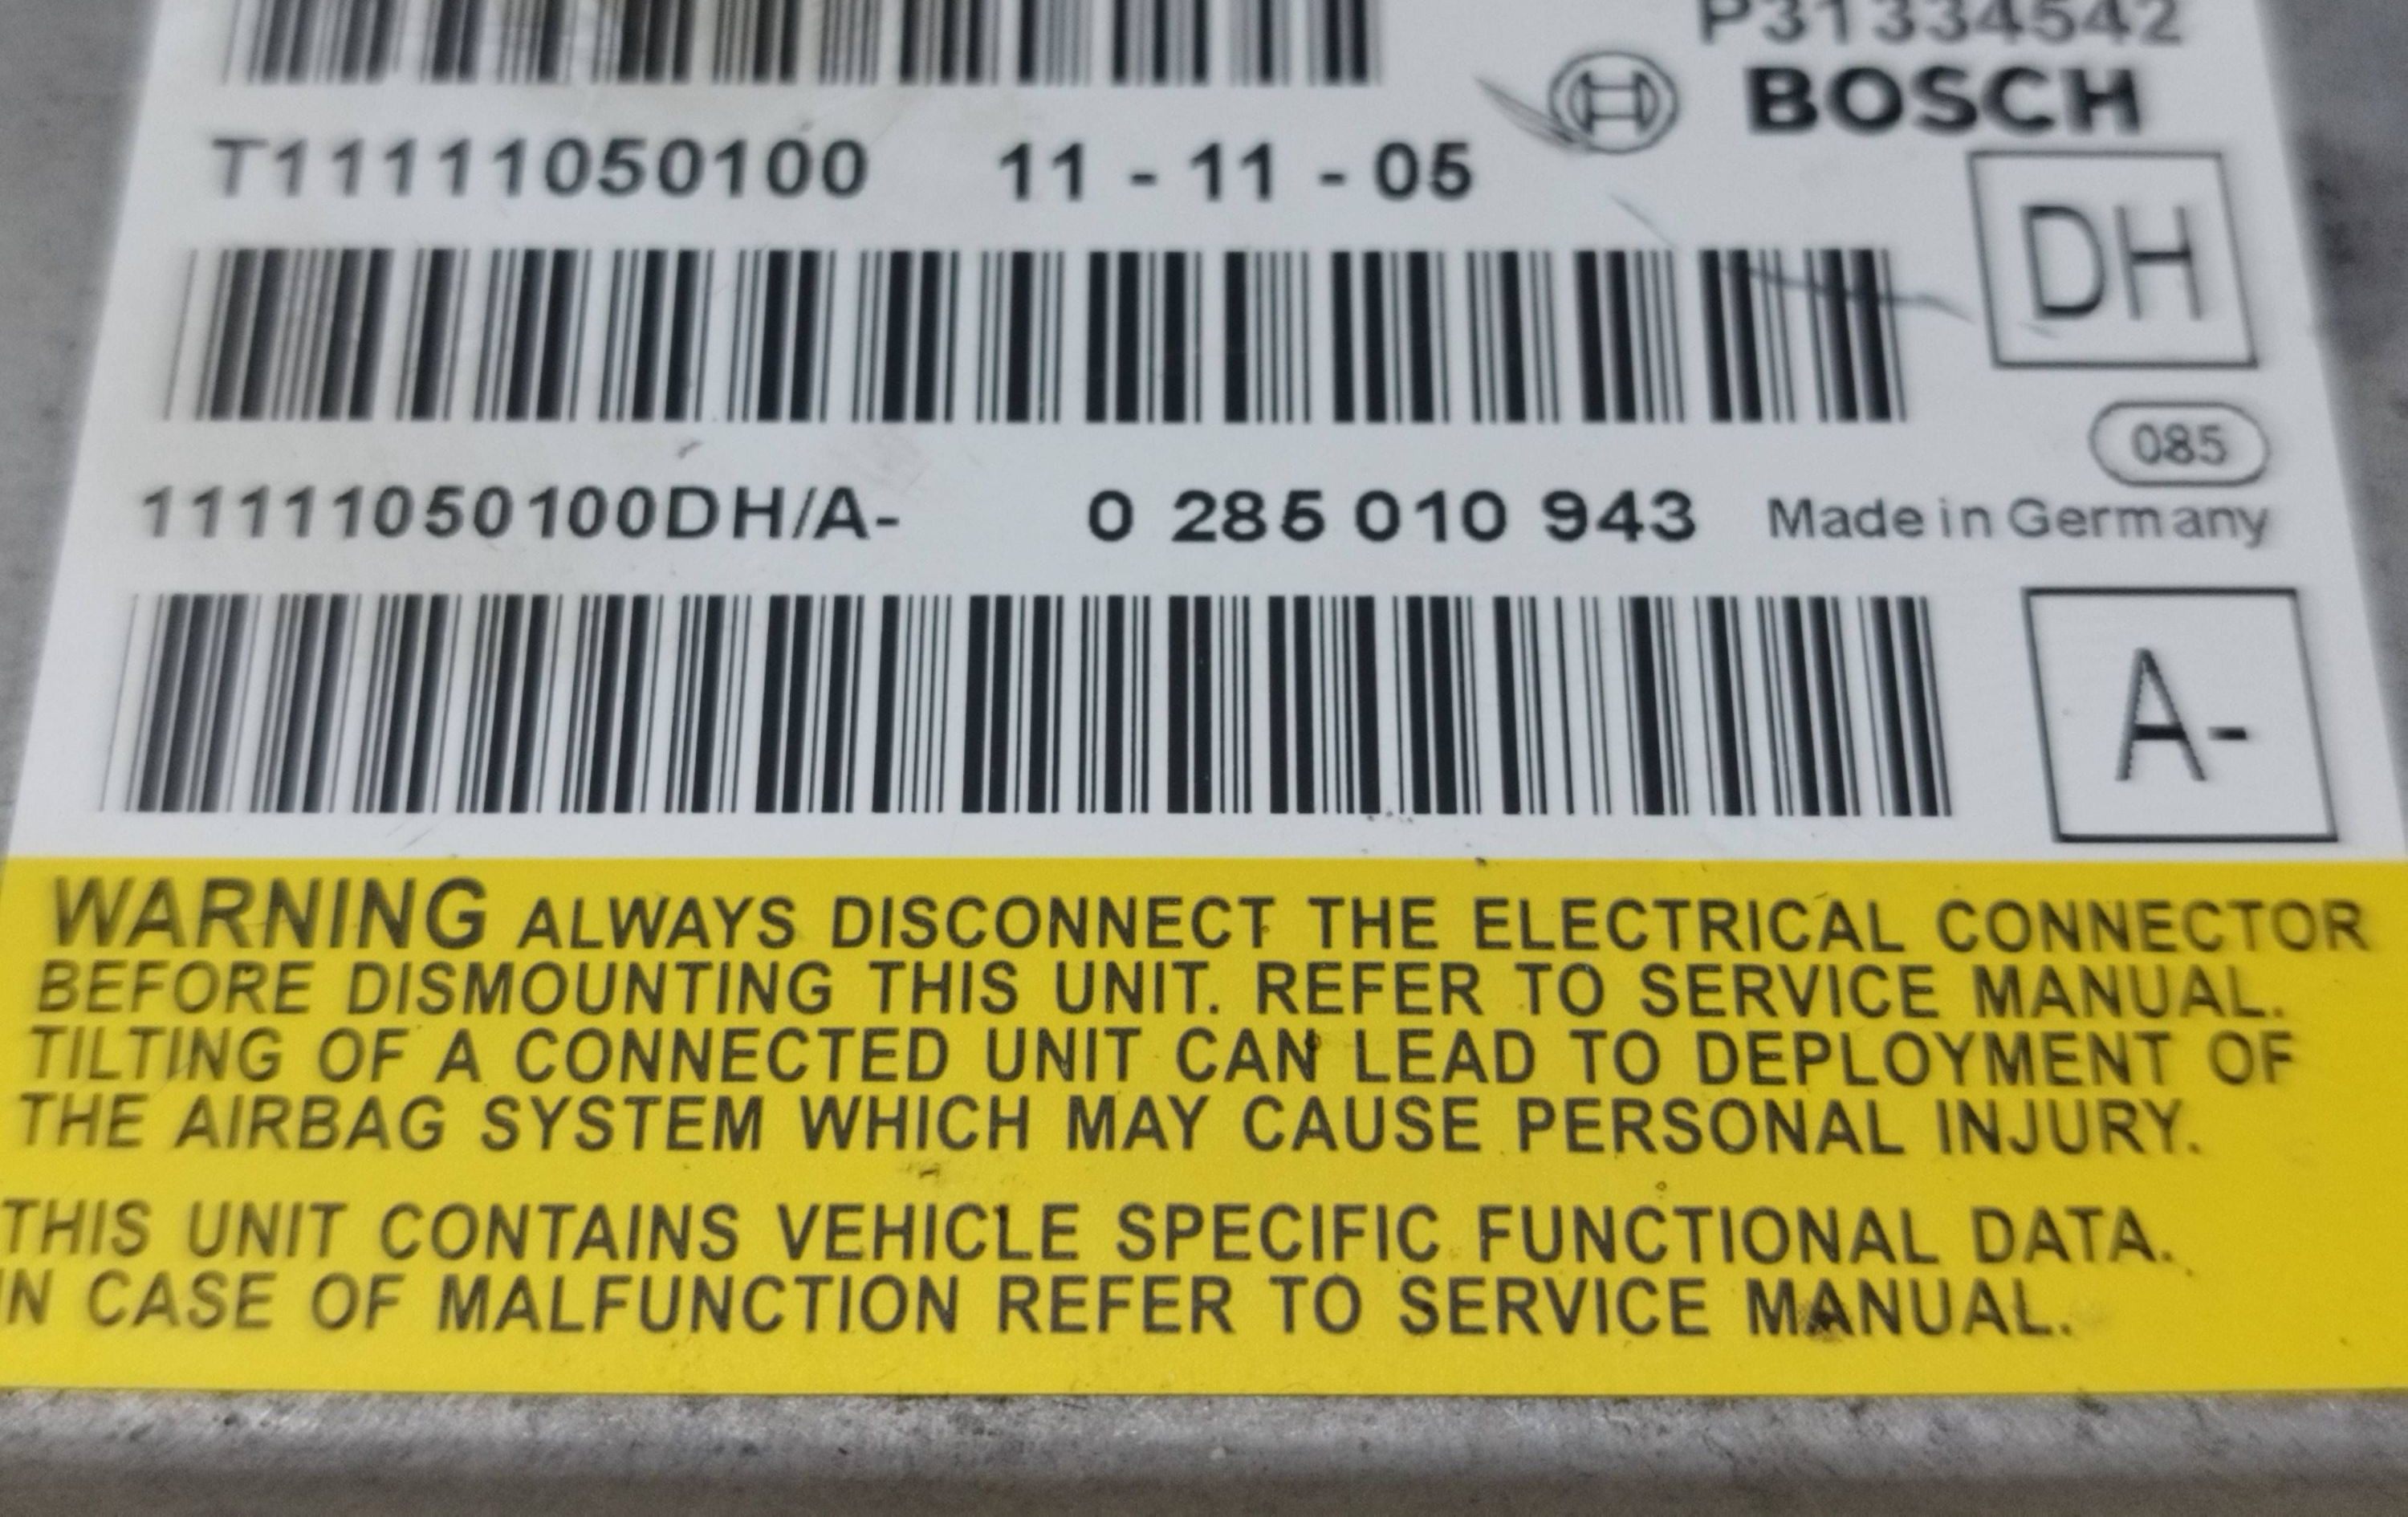 P31334542
BOSCH
T11111050100 11 - 11 - 05
DH
085
11111050100DH/A- 0 285 010 943 Made in Germany
A-
WARNING ALWAYS DISCONNECT THE ELECTRICAL CONNECTOR
BEFORE DISMOUNTING THIS UNIT. REFER TO SERVICE MANUAL.
TILTING OF A CONNECTED UNIT CAN LEAD TO DEPLOYMENT OF
THE AIRBAG SYSTEM WHICH MAY CAUSE PERSONAL INJURY.
THIS UNIT CONTAINS VEHICLE SPECIFIC FUNCTIONAL DATA.
IN CASE OF MALFUNCTION REFER TO SERVICE MANUAL.